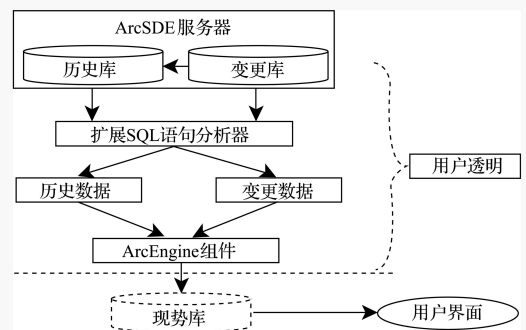 ArcSDE服务器
历史库
变更库
扩展SQL语句分析器
用户透明
历史数据
变更数据
ArcEngine组件
现势库
用户界面